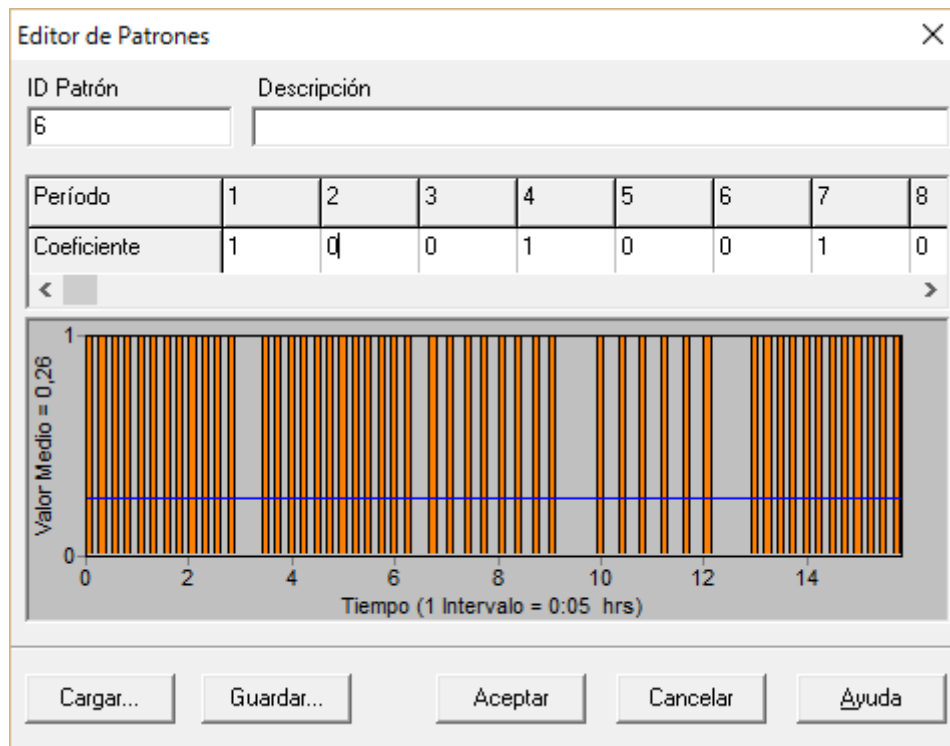 Editor de Patrones
ID Patrón Descripción
6
Período 1 2 3 4 5 6 7 8
Coeficiente 1 0 0 1 0 0 1 0
Valor Medio = 0,26
1
0
0 2 4 6 8 10 12 14
Tiempo (1 Intervalo = 0:05 hrs)
Cargar... Guardar... Aceptar Cancelar Ayuda